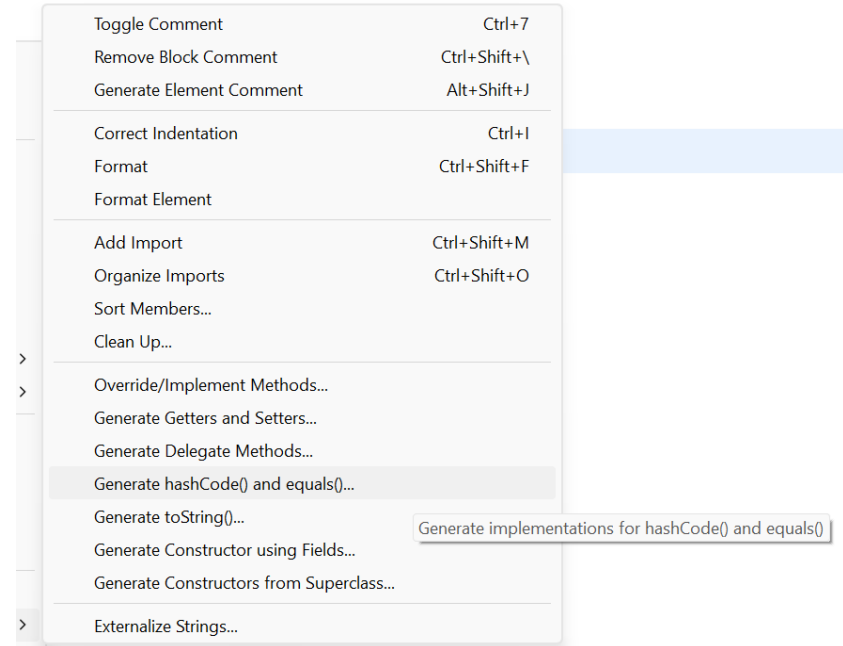 Toggle Comment Ctrl+7
Remove Block Comment Ctrl+Shift+\
Generate Element Comment Alt+Shift+J
Correct Indentation Ctrl+I
Format Ctrl+Shift+F
Format Element
Add Import Ctrl+Shift+M
Organize Imports Ctrl+Shift+O
Sort Members...
Clean Up...
Override/Implement Methods...
Generate Getters and Setters...
Generate Delegate Methods...
Generate hashCode() and equals()...
Generate toString()...
Generate implementations for hashCode() and equals()
Generate Constructor using Fields...
Generate Constructors from Superclass...
Externalize Strings...